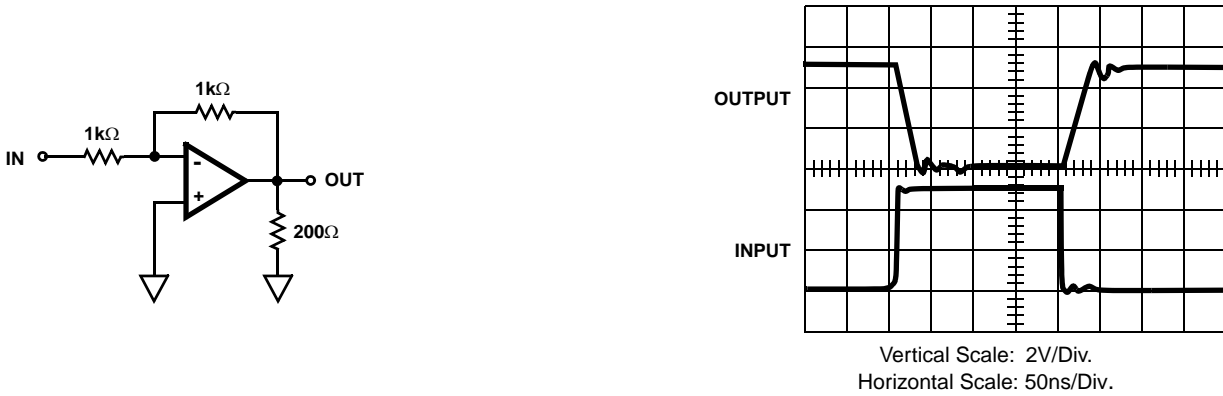 1kΩ
1kΩ
IN
-
+
OUT
200Ω
OUTPUT
INPUT
Vertical Scale: 2V/Div.
Horizontal Scale: 50ns/Div.